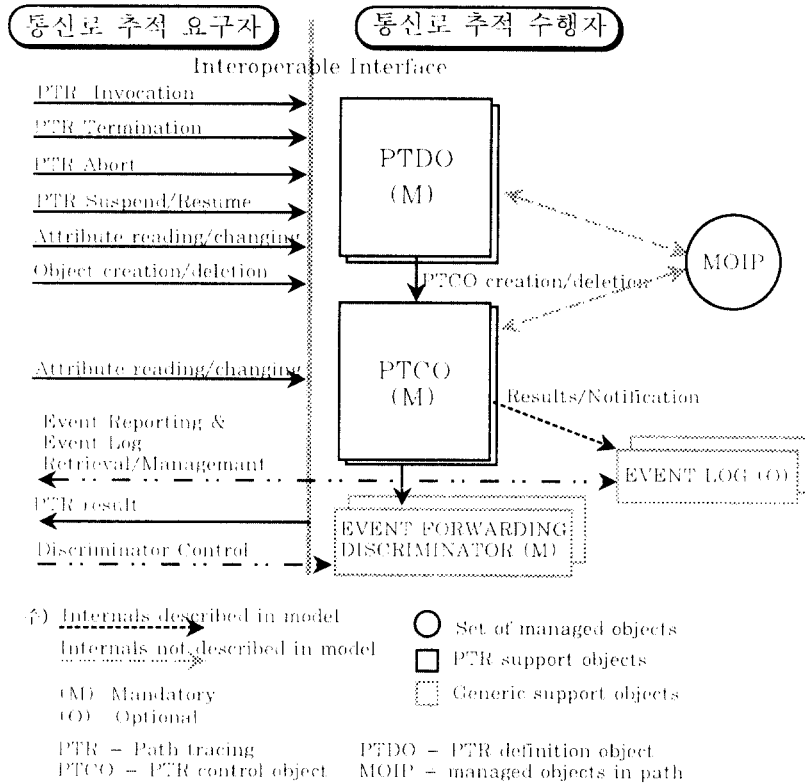 통신로 추적 요구자
통신로 추적 수행자
Interoperable Interface
PTR Invocation
PTR Termination
PTR Abort
PTR Suspend/Resume
Attribute reading/changing
Object creation/deletion
PTDO
(M)
MOIP
PTCO creation/deletion
Attribute reading/changing
PTCO
(M)
Results/Notification
Event Reporting &
Event Log
Retrieval/Managemant
EVENT LOG (O)
PTR result
EVENT FORWARDING
DISCRIMINATOR (M)
Discriminator Control
주) Internals described in model
Internals not described in model
(M) Mandatory
(O) Optional
Set of managed objects
PTR support objects
Generic support objects
PTR - Path tracing
PTDO - PTR definition object
PTCO - PTR control object
MOIP - managed objects in path